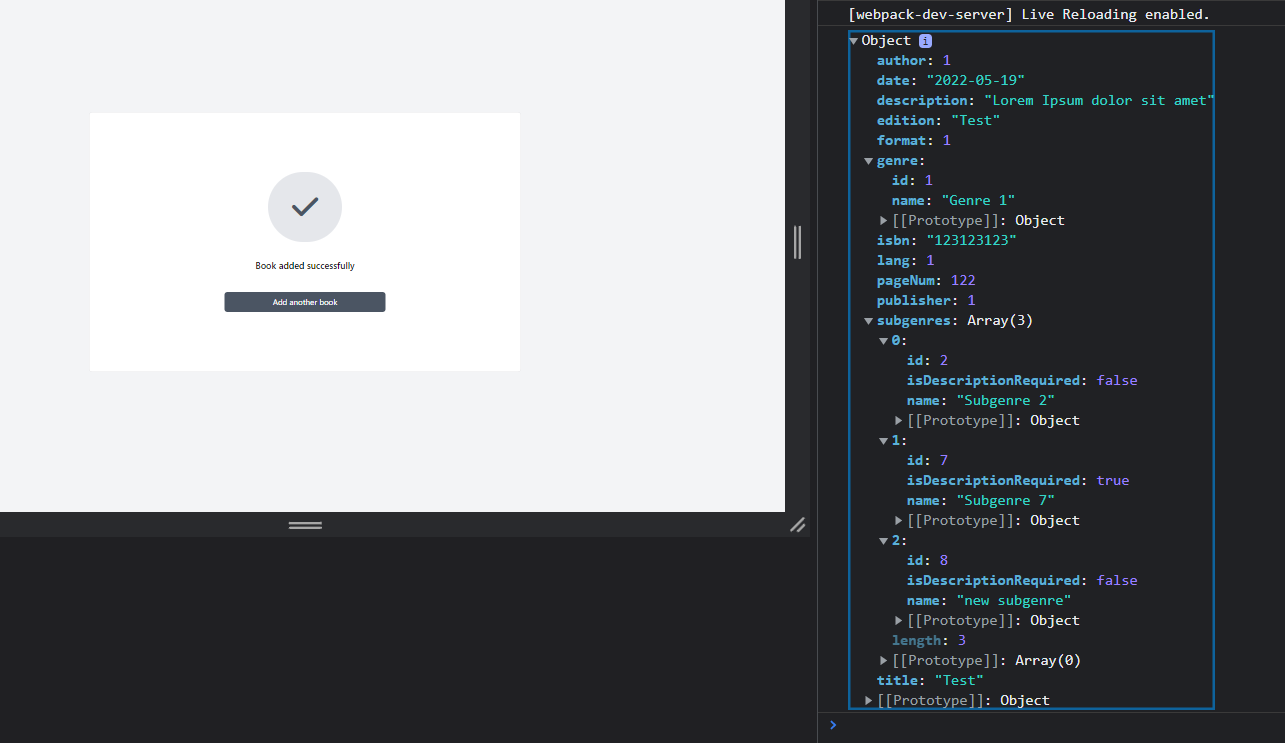 Book added successfully
Add another book
[webpack-dev-server] Live Reloading enabled.
Object i
author: 1
date: "2022-05-19"
description: "Lorem Ipsum dolor sit amet"
edition: "Test"
format: 1
genre:
id: 1
name: "Genre 1"
[[Prototype]]: Object
isbn: "123123123"
lang: 1
pageNum: 122
publisher: 1
subgenres: Array(3)
0:
id: 2
isDescriptionRequired: false
name: "Subgenre 2"
[[Prototype]]: Object
1:
id: 7
isDescriptionRequired: true
name: "Subgenre 7"
[[Prototype]]: Object
2:
id: 8
isDescriptionRequired: false
name: "new subgenre"
[[Prototype]]: Object
length: 3
[[Prototype]]: Array(0)
title: "Test"
[[Prototype]]: Object